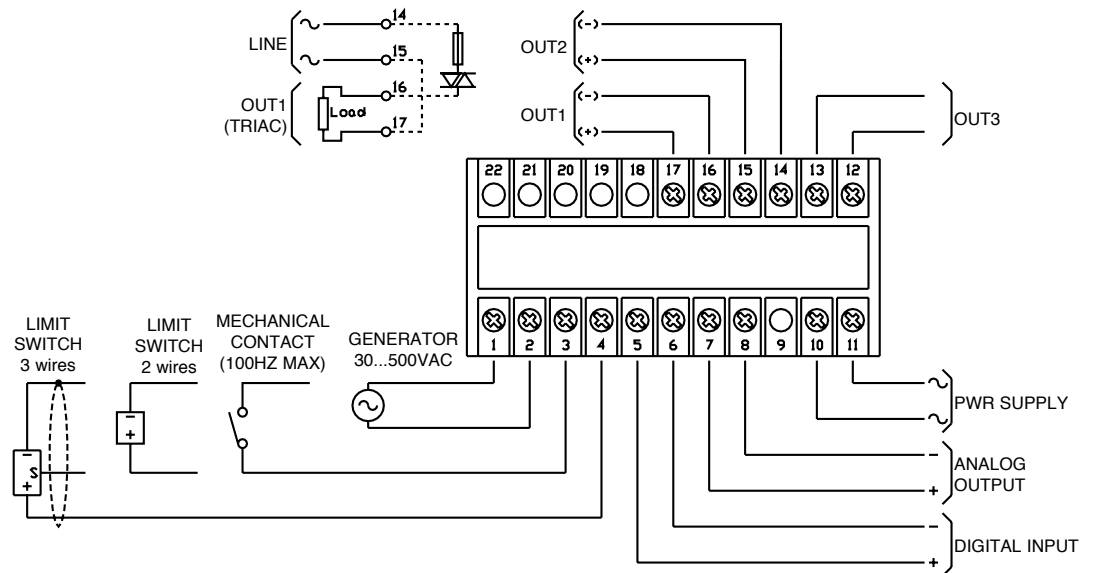 LINE
14
15
OUT1
(TRIAC)
Load
16
17
OUT2
(-)
(+)
OUT1
(-)
(+)
OUT3
22 21 20 19 18 17 16 15 14 13 12
1 2 3 4 5 6 7 8 9 10 11
LIMIT
SWITCH
3 wires
-
S
+
LIMIT
SWITCH
2 wires
-
+
MECHANICAL
CONTACT
(100HZ MAX)
GENERATOR
30...500VAC
PWR SUPPLY
-
+
ANALOG
OUTPUT
-
+
DIGITAL INPUT